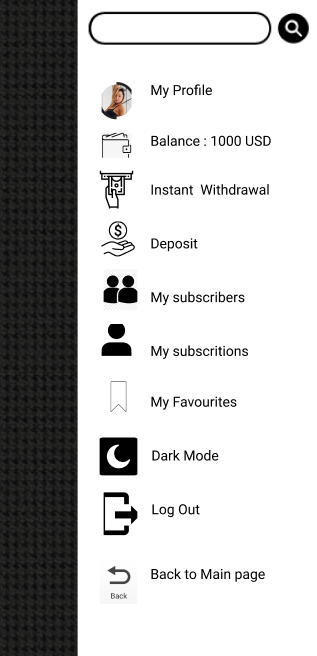 My Profile
Balance : 1000 USD
Instant Withdrawal
Deposit
My subscribers
My subscritions
My Favourites
Dark Mode
Log Out
Back to Main page
Back